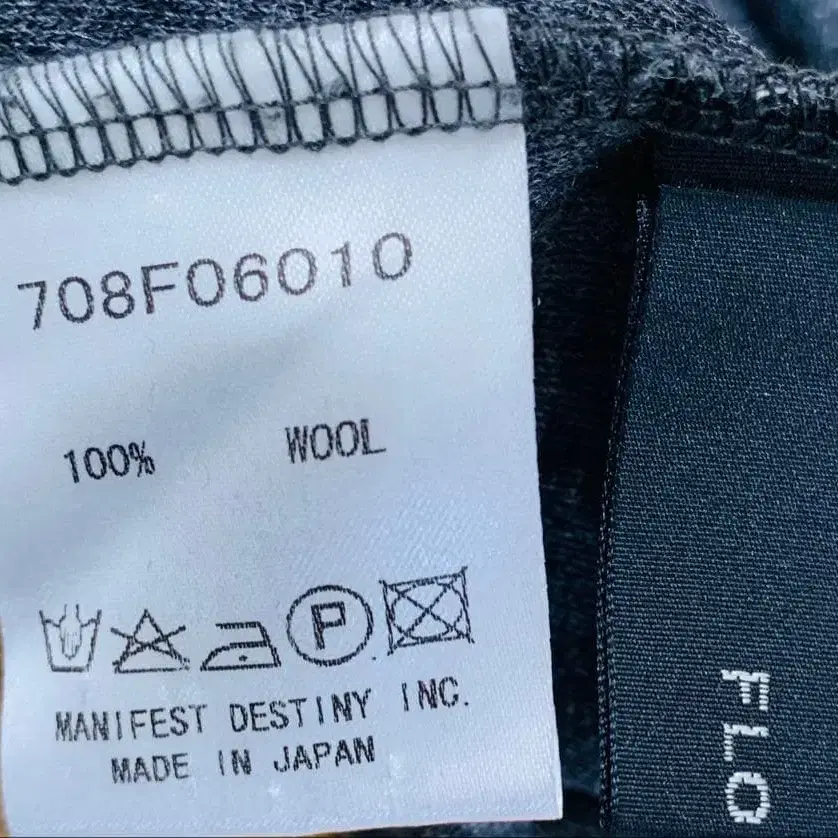 708F06010
100% WOOL
P
MANIFEST DESTINY INC.
MADE IN JAPAN
FLO